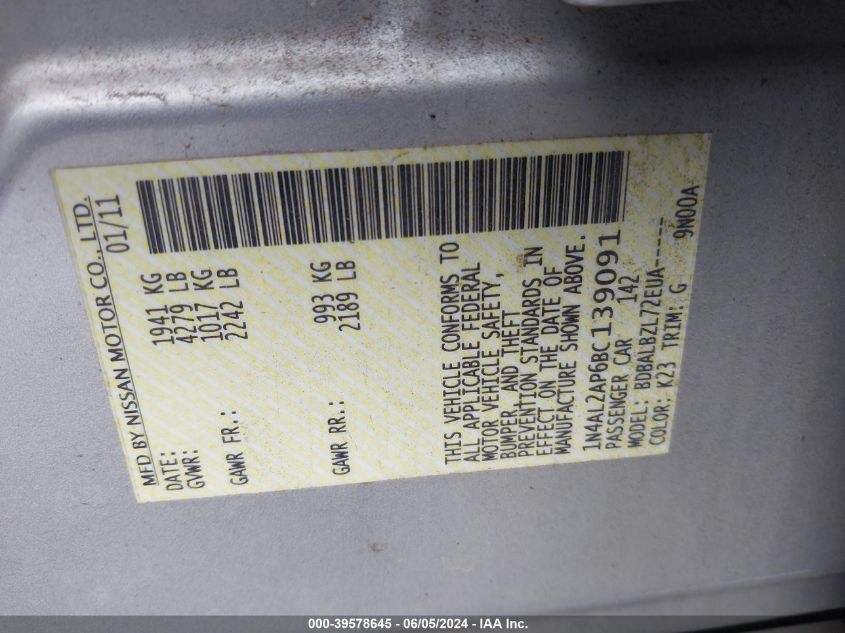 MFD BY NISSAN MOTOR CO., LTD.
DATE: 01/11
GVWR: 1941 KG
4279 LB
GAWR FR.: 1017 KG
2242 LB
GAWR RR.: 993 KG
2189 LB
THIS VEHICLE CONFORMS TO
ALL APPLICABLE FEDERAL
MOTOR VEHICLE SAFETY,
BUMPER, AND THEFT
PREVENTION STANDARDS IN
EFFECT ON THE DATE OF
MANUFACTURE SHOWN ABOVE.
1N4AL2AP6BC139091
PASSENGER CAR 142
MODEL: BDBALBZL72EUA-----
COLOR: K23 TRIM: G 9N00A
000-39578645 - 06/05/2024 - IAA Inc.